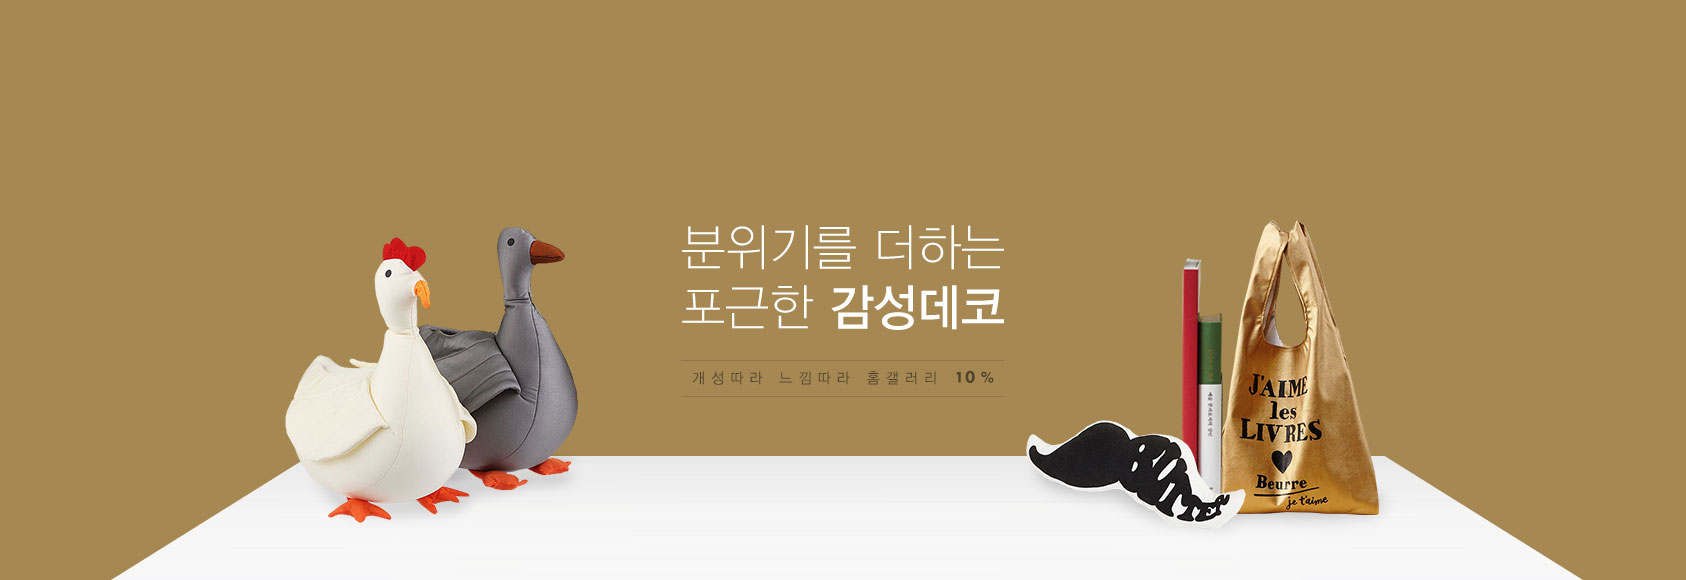 분위기를 더하는
포근한 감성데코
개성따라 느낌따라 홈갤러리 10%
J'AIME
les
LIVRES
Beurre
je t'aime